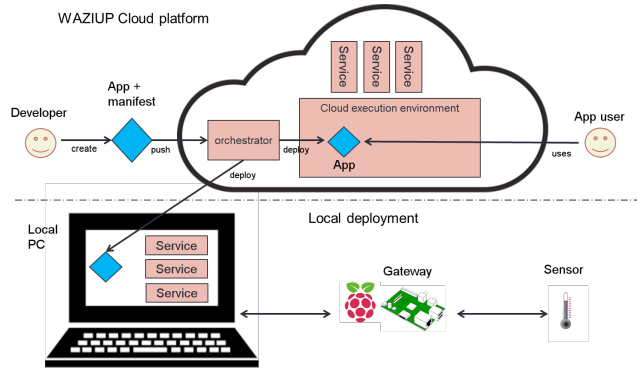 WAZIUP Cloud platform
Service
Service
Service
App +
manifest
Developer
Cloud execution environment
App user
create
push
orchestrator
deploy
App
uses
deploy
Local deployment
Local
PC
Service
Service
Service
Gateway
Sensor